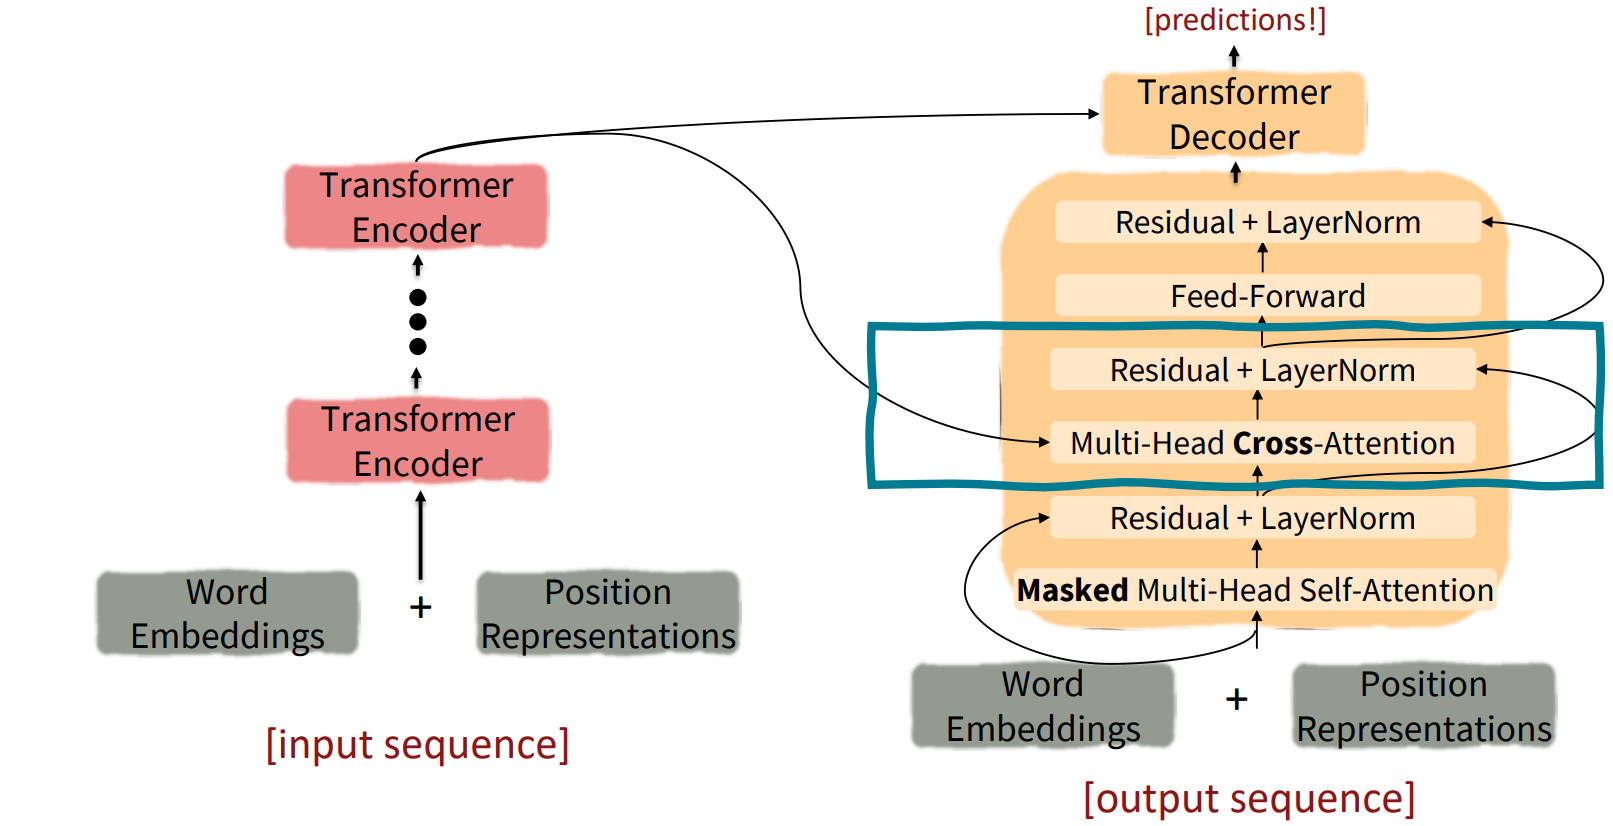 [predictions!]
Transformer
Decoder
Transformer
Encoder
Residual + LayerNorm
Feed-Forward
Residual + LayerNorm
Transformer
Encoder
Multi-Head Cross-Attention
Residual + LayerNorm
Masked Multi-Head Self-Attention
Word
Embeddings
+
Position
Representations
Word
Embeddings
+
Position
Representations
[input sequence]
[output sequence]